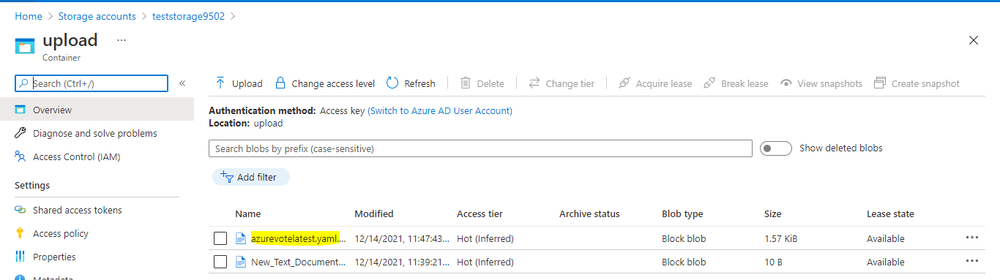 Home > Storage accounts > teststorage9502 >
upload ...
Container
Search (Ctrl+/) «
Upload Change access level Refresh Delete Change tier Acquire lease Break lease View snapshots Create snapshot
Overview
Diagnose and solve problems
Access Control (IAM)
Settings
Shared access tokens
Access policy
Properties
Metadata
Authentication method: Access key (Switch to Azure AD User Account)
Location: upload
Search blobs by prefix (case-sensitive) Show deleted blobs
Add filter
Name Modified Access tier Archive status Blob type Size Lease state
azurevotelatest.yaml.... 12/14/2021, 11:47:43... Hot (Inferred) Block blob 1.57 KiB Available ...
New_Text_Document... 12/14/2021, 11:39:21... Hot (Inferred) Block blob 10 B Available ...